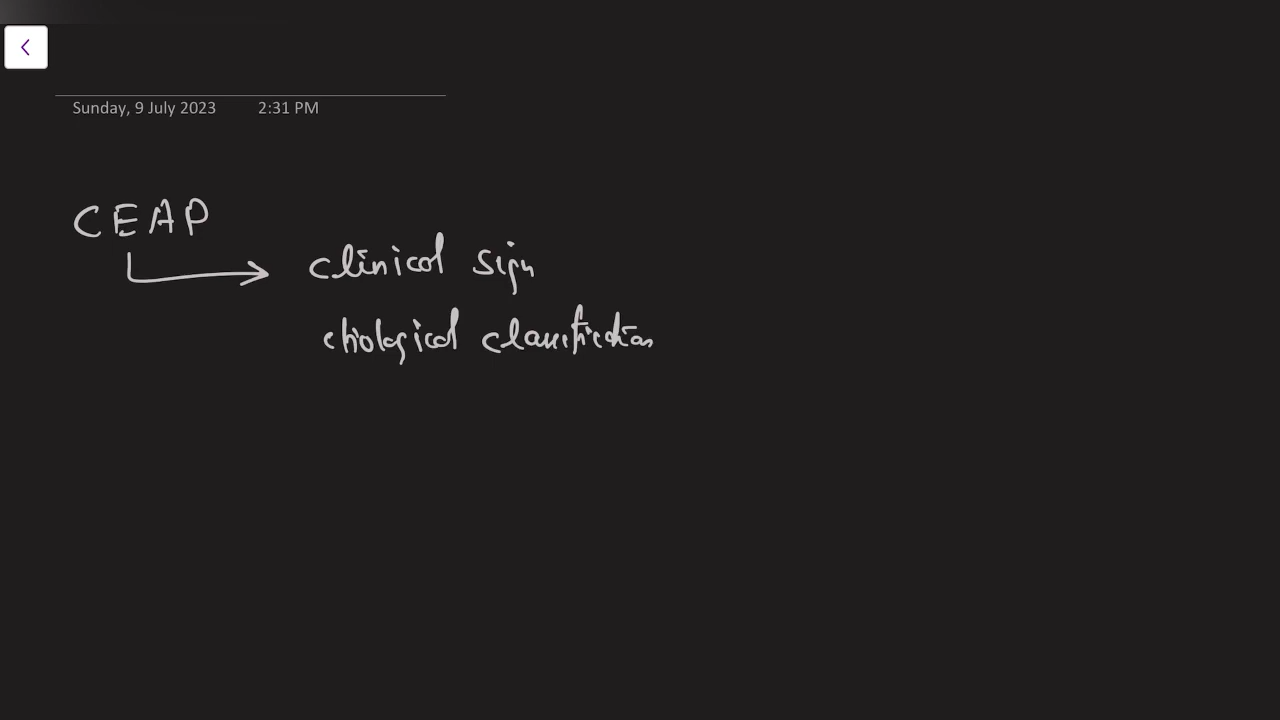 Sunday, 9 July 2023 2:31 PM
CEAP
clinical sign
etiological classification